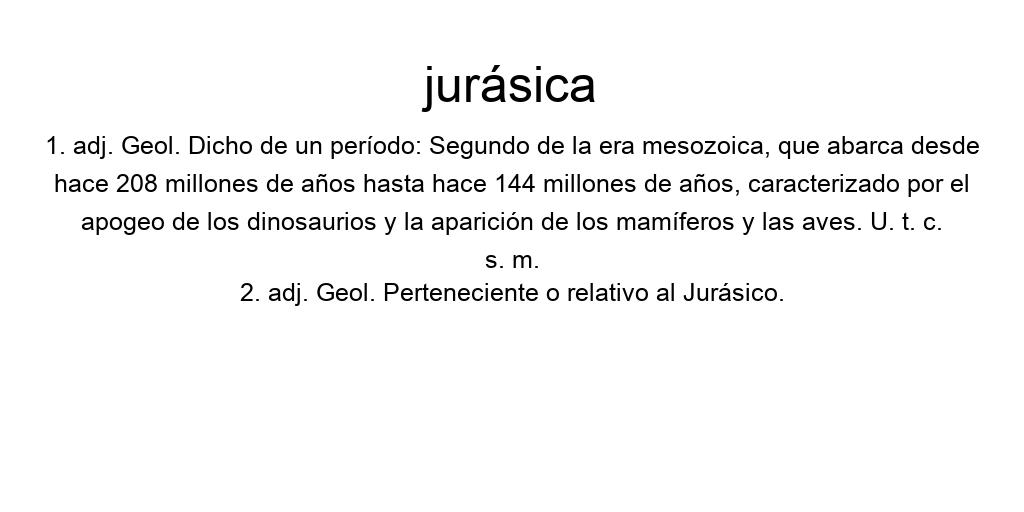 jurásica
1. adj. Geol. Dicho de un período: Segundo de la era mesozoica, que abarca desde
hace 208 millones de años hasta hace 144 millones de años, caracterizado por el
apogeo de los dinosaurios y la aparición de los mamíferos y las aves. U. t. c.
s. m.
2. adj. Geol. Perteneciente o relativo al Jurásico.